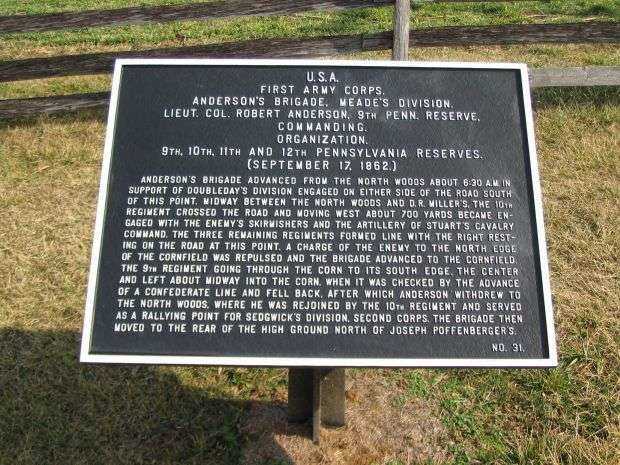 U.S.A.
FIRST ARMY CORPS.
ANDERSON'S BRIGADE, MEADE'S DIVISION.
LIEUT. COL. ROBERT ANDERSON, 9TH PENN. RESERVE,
COMMANDING.
ORGANIZATION.
9TH, 10TH, 11TH AND 12TH PENNSYLVANIA RESERVES.
(SEPTEMBER 17, 1862.)
ANDERSON'S BRIGADE ADVANCED FROM THE NORTH WOODS ABOUT 6:30 A.M. IN
SUPPORT OF DOUBLEDAY'S DIVISION ENGAGED ON EITHER SIDE OF THE ROAD SOUTH
OF THIS POINT. MIDWAY BETWEEN THE NORTH WOODS AND D.R. MILLER'S, THE 10TH
REGIMENT CROSSED THE ROAD AND MOVING WEST ABOUT 700 YARDS BECAME EN-
GAGED WITH THE ENEMY'S SKIRMISHERS AND THE ARTILLERY OF STUART'S CAVALRY
COMMAND. THE THREE REMAINING REGIMENTS FORMED LINE WITH THE RIGHT REST-
ING ON THE ROAD AT THIS POINT. A CHARGE OF THE ENEMY TO THE NORTH EDGE
OF THE CORNFIELD WAS REPULSED AND THE BRIGADE ADVANCED TO THE CORNFIELD,
THE 9TH REGIMENT GOING THROUGH THE CORN TO ITS SOUTH EDGE, THE CENTER
AND LEFT ABOUT MIDWAY INTO THE CORN, WHEN IT WAS CHECKED BY THE ADVANCE
OF A CONFEDERATE LINE AND FELL BACK, AFTER WHICH ANDERSON WITHDREW TO
THE NORTH WOODS, WHERE HE WAS REJOINED BY THE 10TH REGIMENT AND SERVED
AS A RALLYING POINT FOR SEDGWICK'S DIVISION, SECOND CORPS. THE BRIGADE THEN
MOVED TO THE REAR OF THE HIGH GROUND NORTH OF JOSEPH POFFENBERGER'S.
NO. 31.